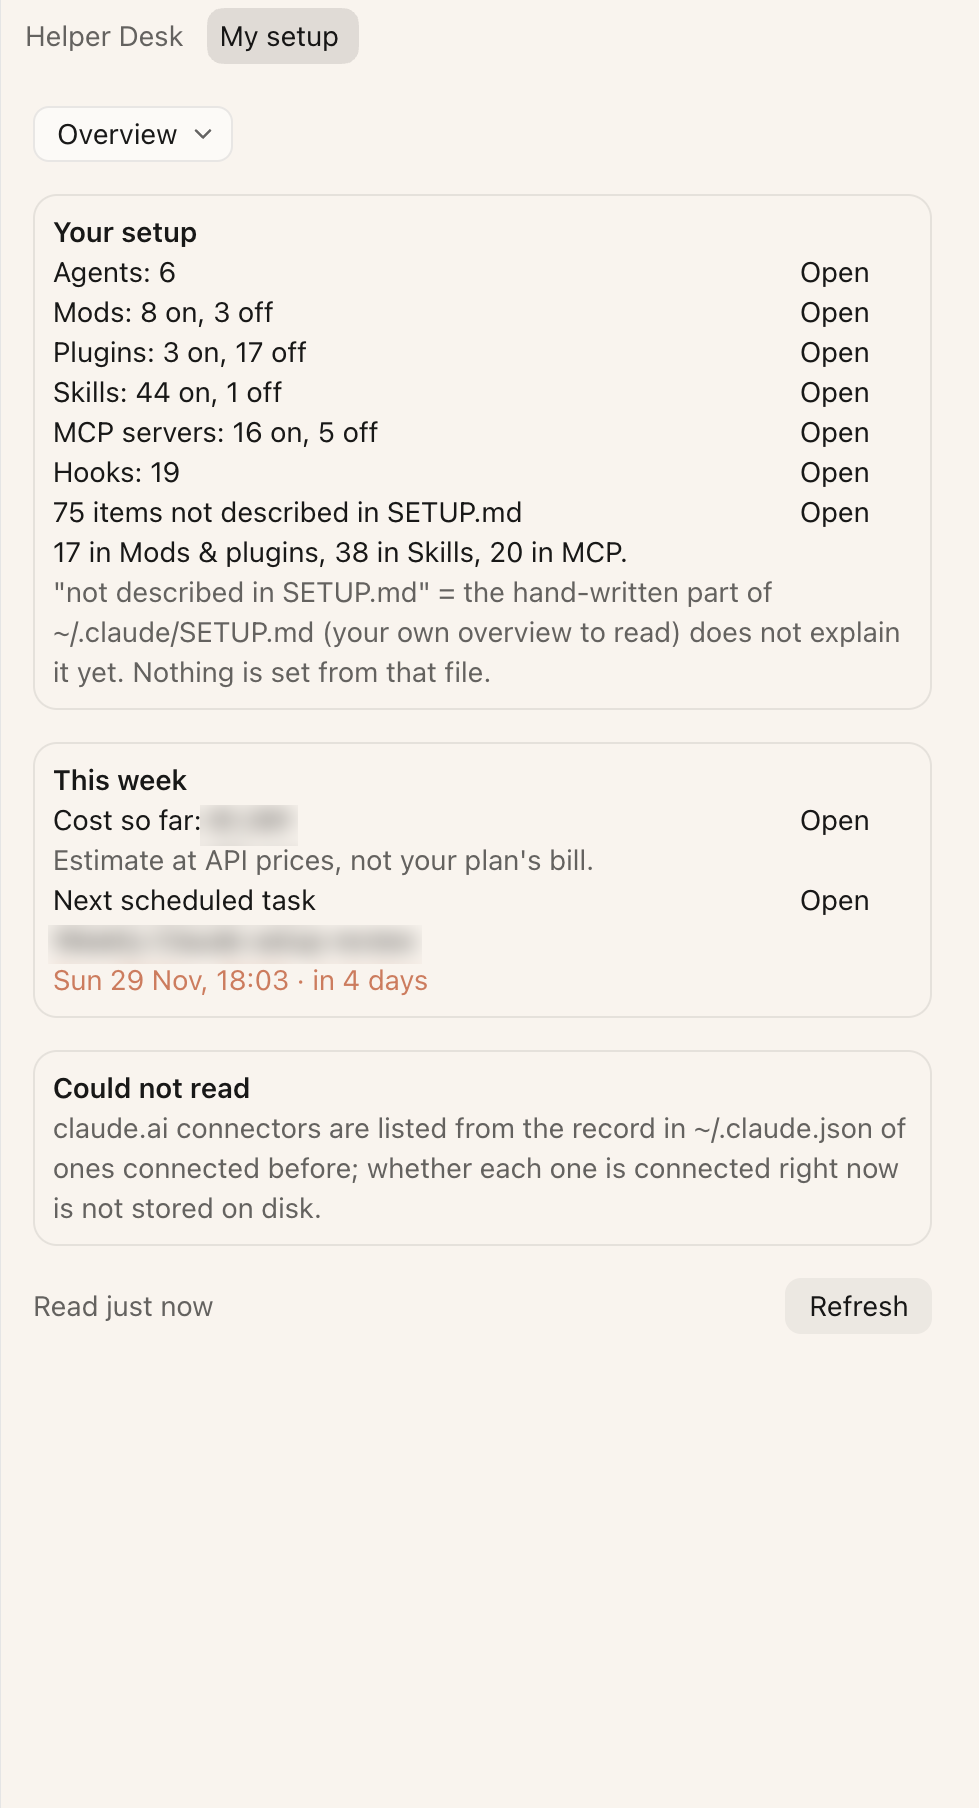 Helper Desk
My setup
Overview
Your setup
Agents: 6 Open
Mods: 8 on, 3 off Open
Plugins: 3 on, 17 off Open
Skills: 44 on, 1 off Open
MCP servers: 16 on, 5 off Open
Hooks: 19 Open
75 items not described in SETUP.md Open
17 in Mods & plugins, 38 in Skills, 20 in MCP.
"not described in SETUP.md" = the hand-written part of
~/.claude/SETUP.md (your own overview to read) does not explain
it yet. Nothing is set from that file.
This week
Cost so far: Open
Estimate at API prices, not your plan's bill.
Next scheduled task Open
Sun 29 Nov, 18:03 · in 4 days
Could not read
claude.ai connectors are listed from the record in ~/.claude.json of
ones connected before; whether each one is connected right now
is not stored on disk.
Read just now
Refresh